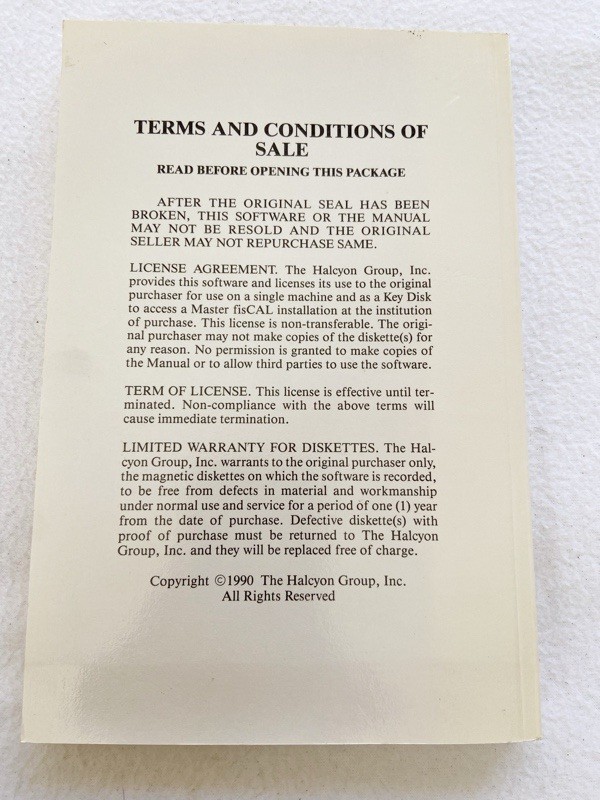 TERMS AND CONDITIONS OF
SALE
READ BEFORE OPENING THIS PACKAGE
AFTER THE ORIGINAL SEAL HAS BEEN
BROKEN, THIS SOFTWARE OR THE MANUAL
MAY NOT BE RESOLD AND THE ORIGINAL
SELLER MAY NOT REPURCHASE SAME.
LICENSE AGREEMENT. The Halcyon Group, Inc.
provides this software and licenses its use to the original
purchaser for use on a single machine and as a Key Disk
to access a Master fisCAL installation at the institution
of purchase. This license is non-transferable. The origi-
nal purchaser may not make copies of the diskette(s) for
any reason. No permission is granted to make copies of
the Manual or to allow third parties to use the software.
TERM OF LICENSE. This license is effective until ter-
minated. Non-compliance with the above terms will
cause immediate termination.
LIMITED WARRANTY FOR DISKETTES. The Hal-
cyon Group, Inc. warrants to the original purchaser only,
the magnetic diskettes on which the software is recorded,
to be free from defects in material and workmanship
under normal use and service for a period of one (1) year
from the date of purchase. Defective diskette(s) with
proof of purchase must be returned to The Halcyon
Group, Inc. and they will be replaced free of charge.
Copyright ©1990 The Halcyon Group, Inc.
All Rights Reserved